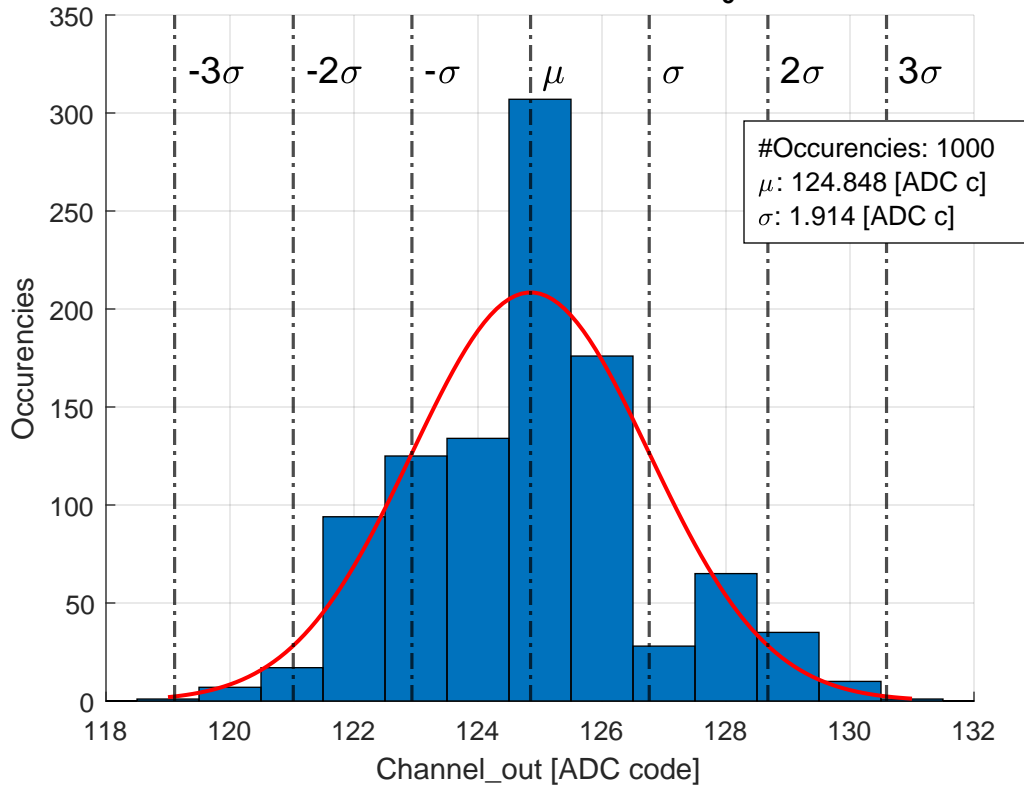 350
300
250
200
150
100
50
0
Occurencies
-3σ -2σ -σ μ σ 2σ 3σ
#Occurencies: 1000
μ: 124.848 [ADC c]
σ: 1.914 [ADC c]
118 120 122 124 126 128 130 132
Channel_out [ADC code]